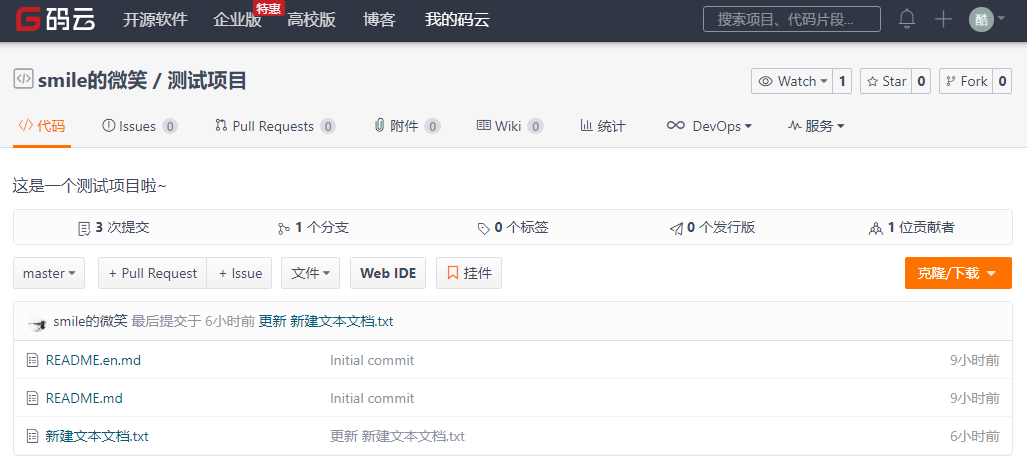 码云 开源软件 企业版 特惠 高校版 博客 我的码云 搜索项目、代码片段... 酷
smile的微笑 / 测试项目 Watch 1 Star 0 Fork 0
代码 Issues 0 Pull Requests 0 附件 0 Wiki 0 统计 DevOps 服务
这是一个测试项目啦~
3 次提交 1 个分支 0 个标签 0 个发行版 1 位贡献者
master + Pull Request + Issue 文件 Web IDE 挂件 克隆/下载
smile的微笑 最后提交于 6小时前 更新 新建文本文档.txt
README.en.md Initial commit 9小时前
README.md Initial commit 9小时前
新建文本文档.txt 更新 新建文本文档.txt 6小时前